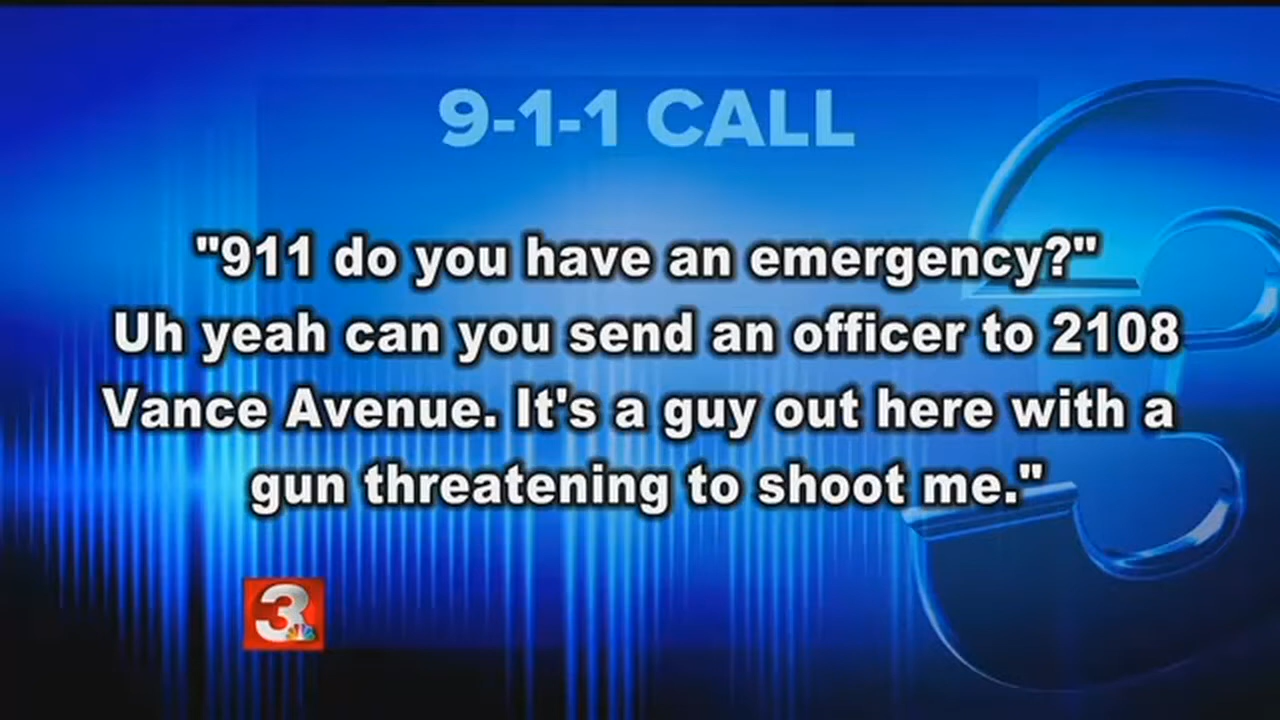 9-1-1 CALL
"911 do you have an emergency?"
Uh yeah can you send an officer to 2108
Vance Avenue. It's a guy out here with a
gun threatening to shoot me."
3